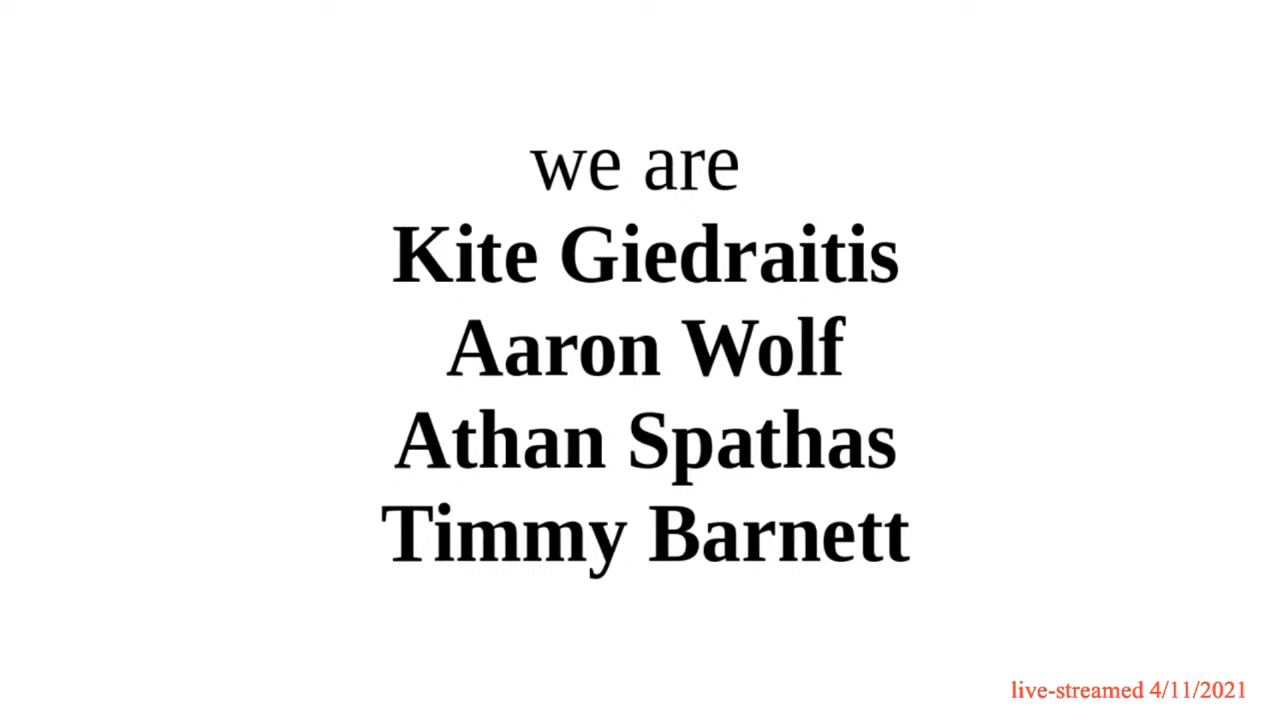 we are
Kite Giedraitis
Aaron Wolf
Athan Spathas
Timmy Barnett
live-streamed 4/11/2021